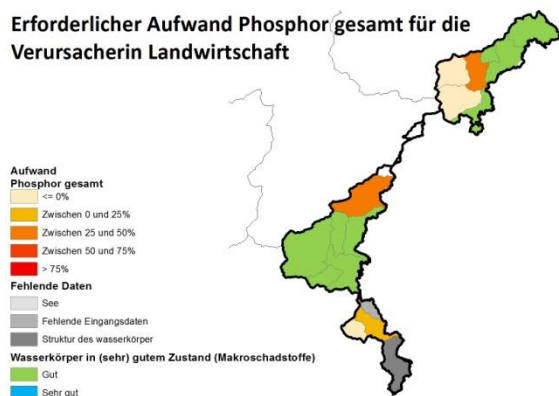 Erforderlicher Aufwand Phosphor gesamt für die
Verursacherin Landwirtschaft
Aufwand
Phosphor gesamt
<= 0%
Zwischen 0 und 25%
Zwischen 25 und 50%
Zwischen 50 und 75%
> 75%
Fehlende Daten
See
Fehlende Eingangsdaten
Struktur des wasserkörper
Wasserkörper in (sehr) gutem Zustand (Makroschadstoffe)
Gut
Sehr gut